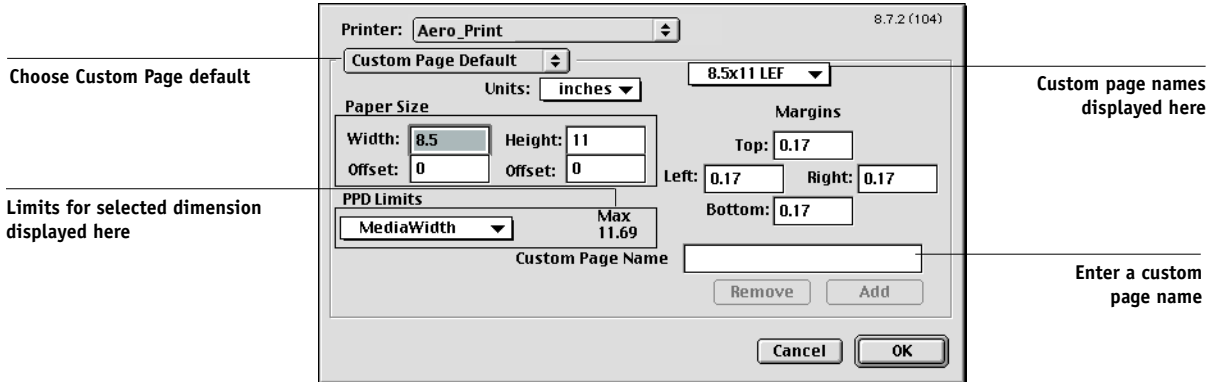 8.7.2 (104)
Printer: Aero_Print
Custom Page Default
8.5x11 LEF
Units: inches
Paper Size
Width: 8.5 Height: 11
Offset: 0 Offset: 0
PPD Limits
MediaWidth
Max
11.69
Margins
Top: 0.17
Left: 0.17 Right: 0.17
Bottom: 0.17
Custom Page Name
Remove Add
Cancel OK
Choose Custom Page default
Limits for selected dimension
displayed here
Custom page names
displayed here
Enter a custom
page name